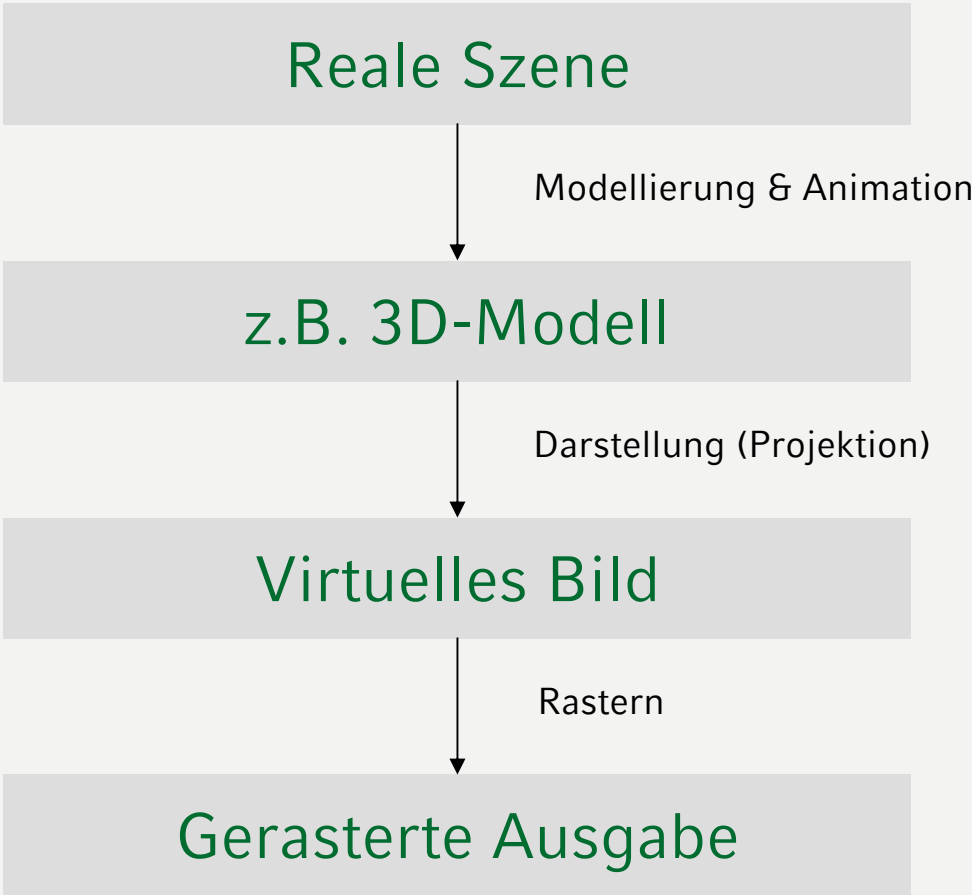 Reale Szene
Modellierung & Animation
z.B. 3D-Modell
Darstellung (Projektion)
Virtuelles Bild
Rastern
Gerasterte Ausgabe